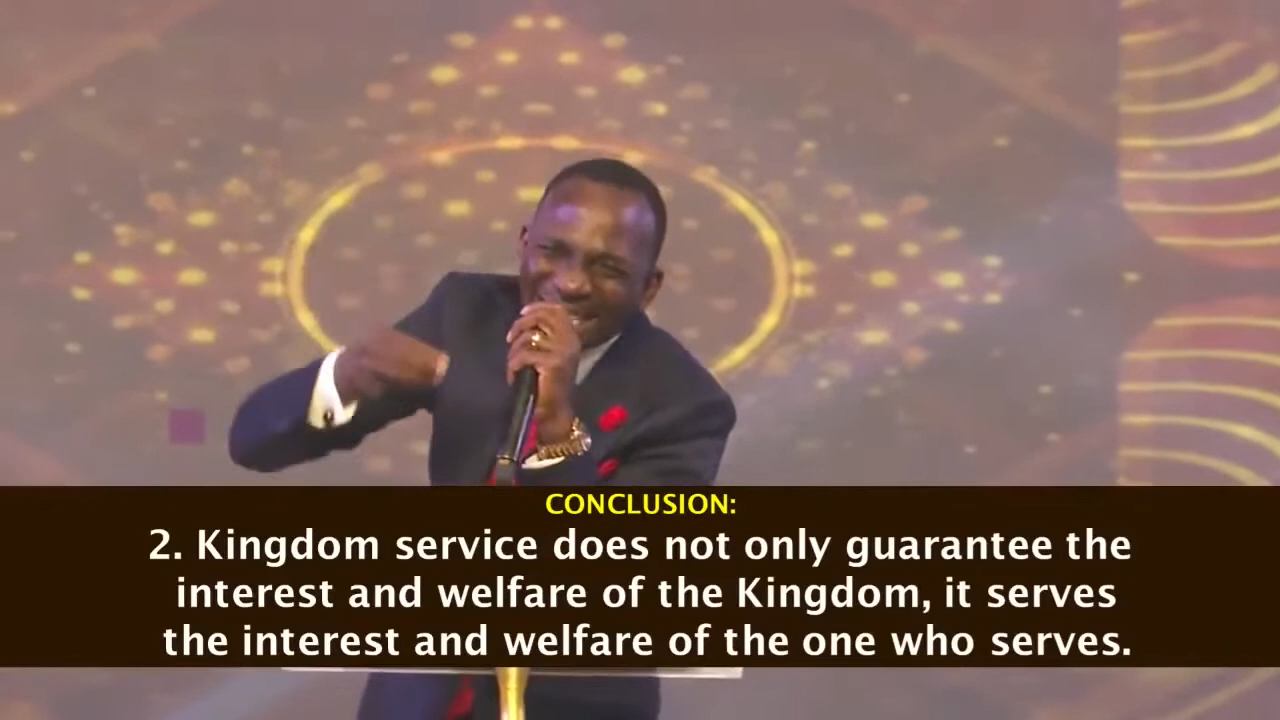 CONCLUSION:
2. Kingdom service does not only guarantee the
interest and welfare of the Kingdom, it serves
the interest and welfare of the one who serves.